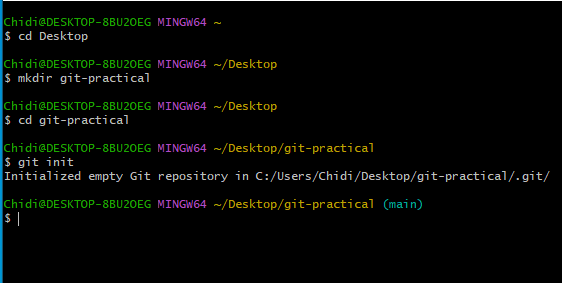 Chidi@DESKTOP-8BU2OEG MINGW64 ~
$ cd Desktop
Chidi@DESKTOP-8BU2OEG MINGW64 ~/Desktop
$ mkdir git-practical
Chidi@DESKTOP-8BU2OEG MINGW64 ~/Desktop
$ cd git-practical
Chidi@DESKTOP-8BU2OEG MINGW64 ~/Desktop/git-practical
$ git init
Initialized empty Git repository in C:/Users/Chidi/Desktop/git-practical/.git/
Chidi@DESKTOP-8BU2OEG MINGW64 ~/Desktop/git-practical (main)
$